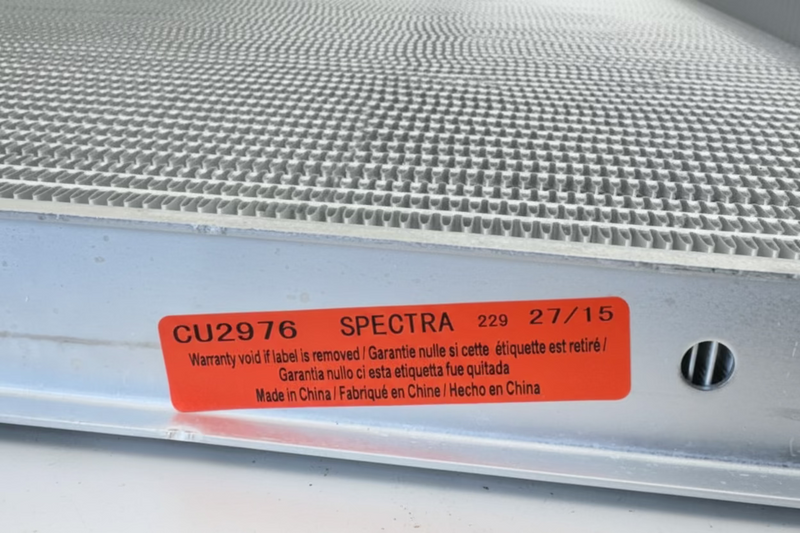 CU2976 SPECTRA 229 27/15
Warranty void if label is removed / Garantie nulle si cette étiquette est retiré /
Garantia nullo ci esta etiquetta fue quitada
Made in China / Fabriqué en Chine / Hecho en China